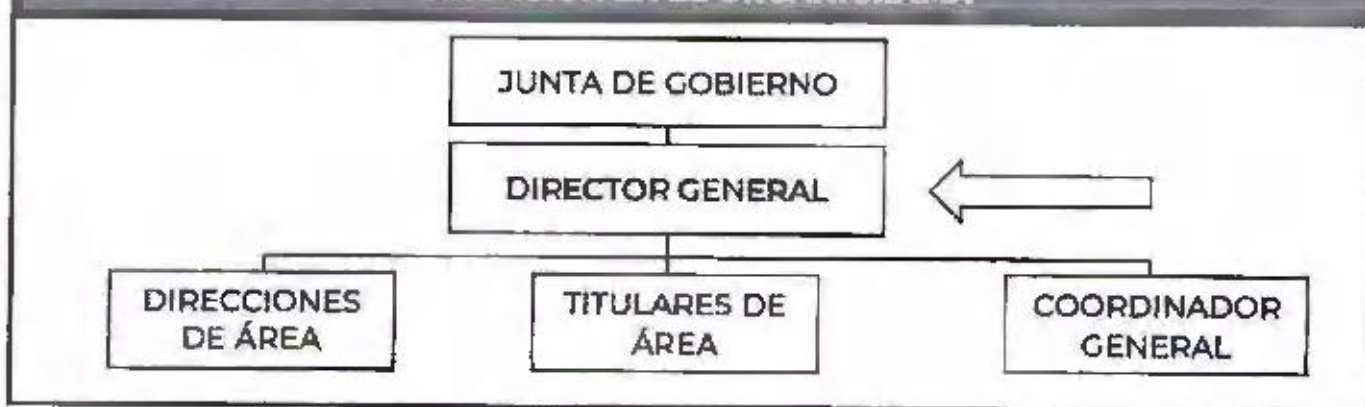 JUNTA DE GOBIERNO
DIRECTOR GENERAL
DIRECCIONES
DE ÁREA
TITULARES DE
ÁREA
COORDINADOR
GENERAL